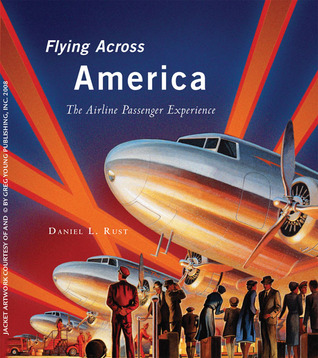 Flying Across
America
The Airline Passenger Experience
DANIEL L. RUST
JACKET ARTWORK COURTESY OF AND © BY GREG YOUNG PUBLISHING, INC. 2008